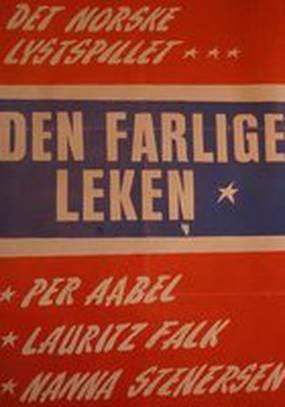 DET NORSKE
LYSTSPILLET ★ ★ ★
DEN FARLIGE
LEKEN ★
★ PER AABEL
★ LAURITZ FALK
★ NANNA STENERSEN